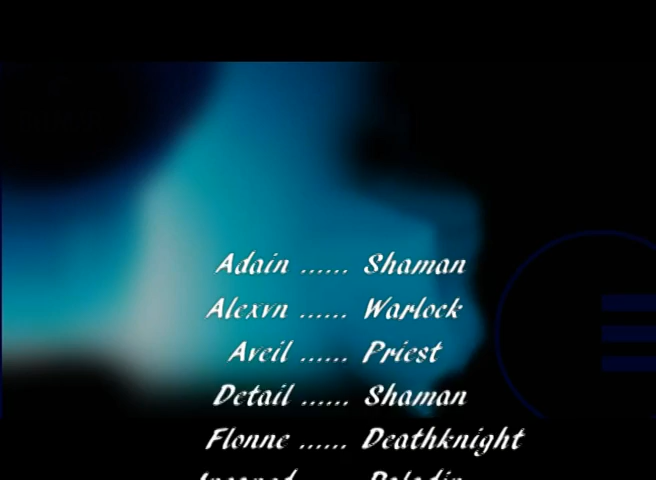 Adain ...... Shaman
Alexvn ...... Warlock
Aveil ...... Priest
Detail ...... Shaman
Flonne ...... Deathknight